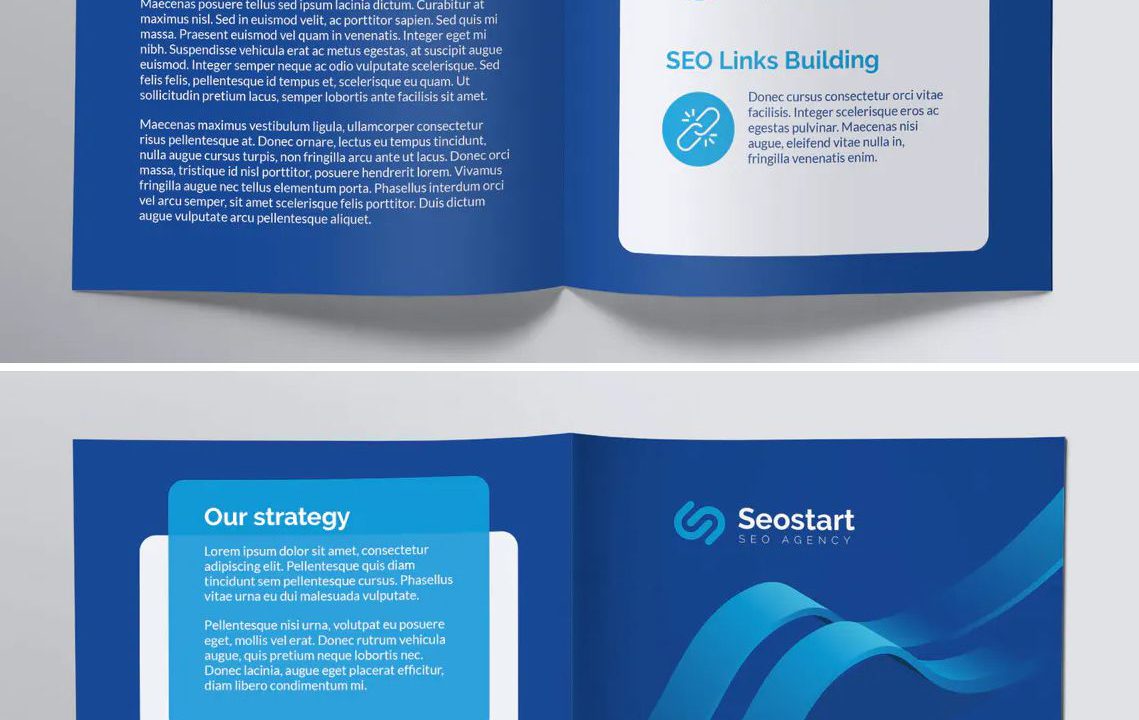 Maecenas posuere tellus sed ipsum lacinia dictum. Curabitur at
maximus nisl. Sed in euismod velit, ac porttitor sapien. Sed quis mi
massa. Praesent euismod vel quam in venenatis. Integer eget mi
nibh. Suspendisse vehicula erat ac metus egestas, at suscipit augue
euismod. Integer semper neque ac odio vulputate scelerisque. Sed
felis felis, pellentesque id tempus et, scelerisque eu quam. Ut
sollicitudin pretium lacus, semper lobortis ante facilisis sit amet.
Maecenas maximus vestibulum ligula, ullamcorper consectetur
risus pellentesque at. Donec ornare, lectus eu tempus tincidunt,
nulla augue cursus turpis, non fringilla arcu ante ut lacus. Donec orci
massa, tristique id nisl porttitor, posuere hendrerit lorem. Vivamus
fringilla augue nec tellus elementum porta. Phasellus interdum orci
vel arcu semper, sit amet scelerisque felis porttitor. Duis dictum
augue vulputate arcu pellentesque aliquet.
SEO Links Building
Donec cursus consectetur orci vitae
facilisis. Integer scelerisque eros ac
egestas pulvinar. Maecenas nisi
augue, eleifend vitae nulla in,
fringilla venenatis enim.
Our strategy
Lorem ipsum dolor sit amet, consectetur
adipiscing elit. Pellentesque quis diam
tincidunt sem pellentesque cursus. Phasellus
vitae urna eu dui malesuada vulputate.
Pellentesque nisi urna, volutpat eu posuere
eget, mollis vel erat. Donec rutrum vehicula
augue, quis pretium neque lobortis nec.
Donec lacinia, augue eget placerat efficitur,
diam libero condimentum mi.
Seostart
SEO AGENCY